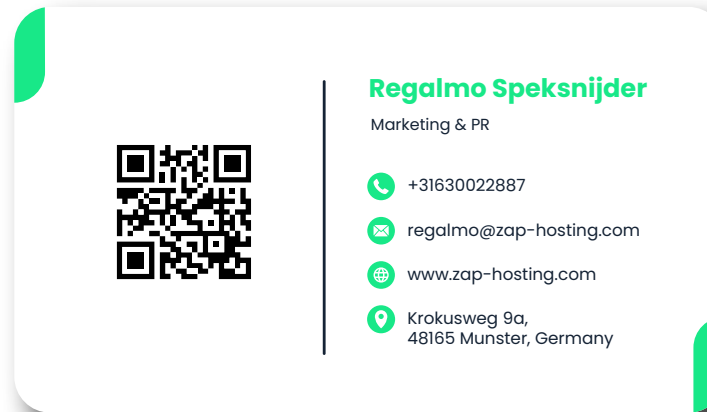 Regalmo Speksnijder
Marketing & PR
+31630022887
regalmo@zap-hosting.com
www.zap-hosting.com
Krokusweg 9a,
48165 Munster, Germany